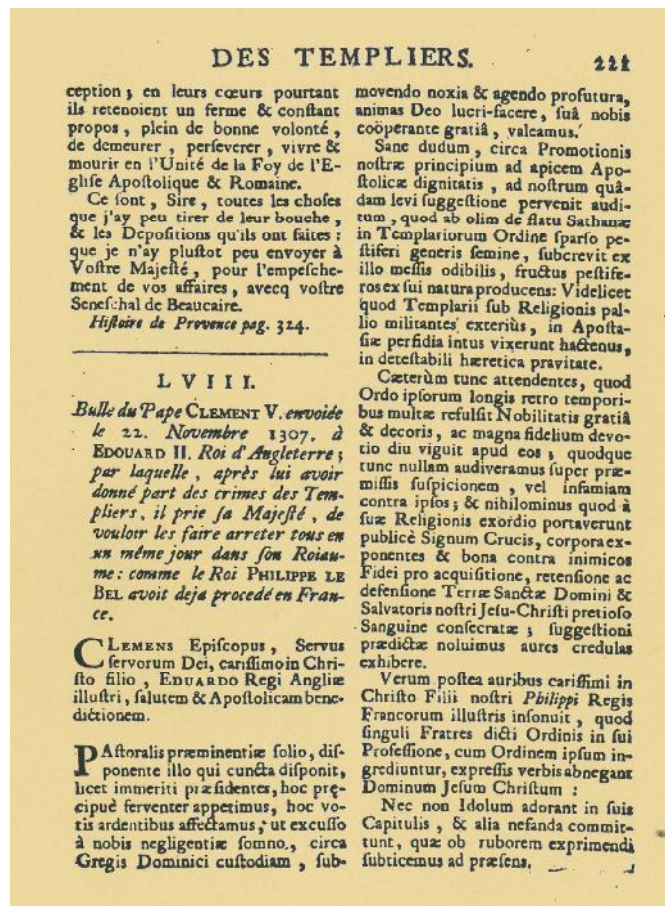 DES TEMPLIERS. 221
ception ; en leurs cœurs pourtant
ils retenoient un ferme & conſtant
propos , plein de bonne volonté ,
de demeurer , perſeverer , vivre &
mourir en l'Unité de la Foy de l'E-
gliſe Apoſtolique & Romaine.
Ce ſont , Sire , toutes les choſes
que j'ay peu tirer de leur bouche ,
& les Depoſitions qu'ils ont faites :
que je n'ay pluſtot peu envoyer à
Voſtre Majeſté , pour l'empeſche-
ment de vos affaires , avecq voſtre
Seneſchal de Beaucaire.
Hiſtoire de Provence pag. 324.
LVIII.
Bulle du Pape CLEMENT V. envoiée
le 22. Novembre 1307. à
EDOUARD II. Roi d'Angleterre ;
par laquelle , après lui avoir
donné part des crimes des Tem-
pliers , il prie ſa Majeſté , de
vouloir les faire arreter tous en
un même jour dans ſon Roiau-
me : comme le Roi PHILIPPE LE
BEL avoit deja procedé en Fran-
ce.
CLEMENS Epiſcopus , Servus
ſervorum Dei, cariſſimo in Chri-
ſto filio , EDUARDO Regi Angliæ
illuſtri , ſalutem & Apoſtolicam bene-
dictionem.
PAſtoralis præminentiæ ſolio, diſ-
ponente illo qui cuncta diſponit,
licet immeriti præſidentes, hoc prę-
cipuè ferventer appetimus, hoc vo-
tis ardentibus affectamus, ut excuſſo
à nobis negligentiæ ſomno, circa
Gregis Dominici cuſtodiam , ſub-
movendo noxia & agendo profutura,
animas Deo lucri-facere, ſuâ nobis
coöperante gratiâ , valeamus.
Sane dudum , circa Promotionis
noſtræ principium ad apicem Apo-
ſtolicæ dignitatis , ad noſtrum quâ-
dam levi ſuggeſtione pervenit audi-
tum , quod ab olim de flatu Sathanæ
in Templariorum Ordine ſparſo pe-
ſtiferi generis ſemine, ſubcrevit ex
illo meſſis odibilis, fructus peſtife-
ros ex ſui natura producens: Videlicet
quod Templarii ſub Religionis pal-
lio militantes exteriùs, in Apoſta-
ſiæ perfidia intus vixerunt hactenus,
in deteſtabili hæretica pravitate.
Cæterùm tunc attendentes, quod
Ordo ipſorum longis retro tempori-
bus multæ refulſit Nobilitatis gratiâ
& decoris, ac magna fidelium devo-
tio diu viguit apud eos ; quodque
tunc nullam audiveramus ſuper præ-
miſſis ſuſpicionem , vel infamiam
contra ipſos ; & nihilominus quod à
ſuæ Religionis exordio portaverunt
publicè Signum Crucis, corpora ex-
ponentes & bona contra inimicos
Fidei pro acquiſitione, retenſione ac
defenſione Terræ Sanctæ Domini &
Salvatoris noſtri Jeſu-Chriſti pretioſo
Sanguine conſecratæ ; ſuggeſtioni
prædictæ noluimus aures credulas
exhibere.
Verum poſtea auribus cariſſimi in
Chriſto Filii noſtri Philippi Regis
Francorum illuſtris inſonuit , quod
ſinguli Fratres dicti Ordinis in ſui
Profeſſione, cum Ordinem ipſum in-
grediuntur, expreſſis verbis abnegant
Dominum Jeſum Chriſtum :
Nec non Idolum adorant in ſuis
Capitulis , & alia nefanda commit-
tunt, quæ ob ruborem exprimendi
ſubticemus ad præſens.